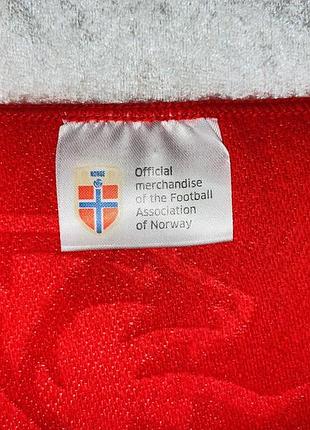 NORGE
Official
merchandise
of the Football
Association
of Norway